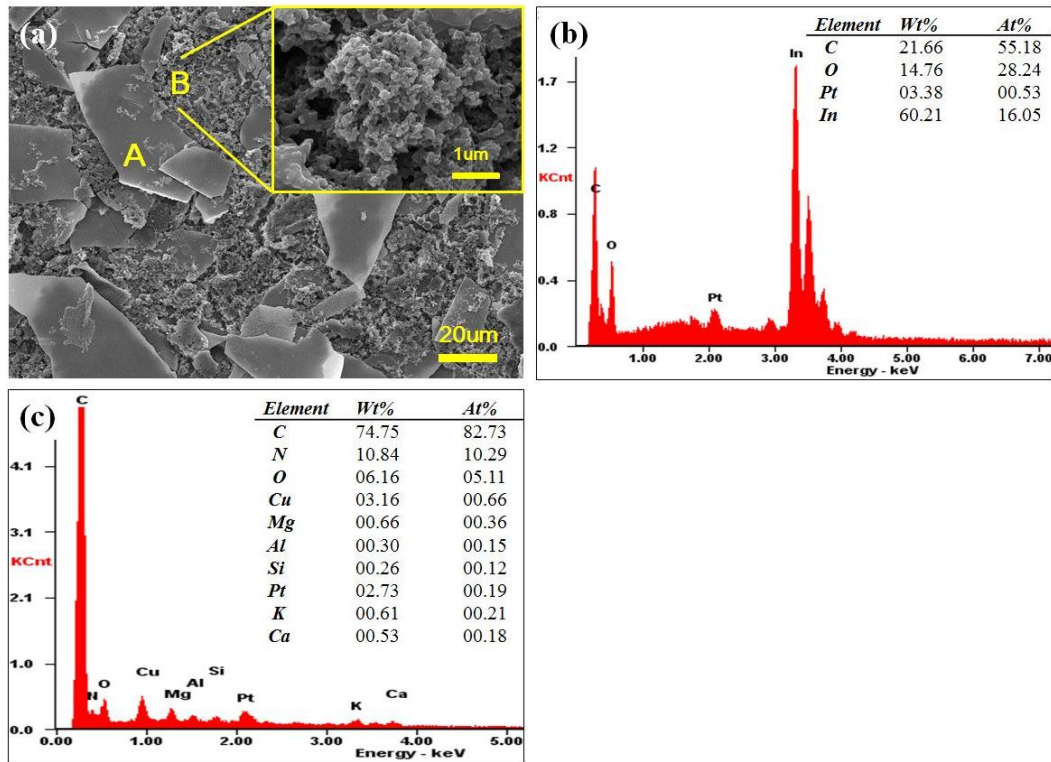 (a)
B
A
1um
20um
(b)
Element Wt% At%
C 21.66 55.18
O 14.76 28.24
Pt 03.38 00.53
In 60.21 16.05
In
1.7
1.2
KCnt
C
0.8
O
0.4
Pt
0.0
1.00 2.00 3.00 4.00 5.00 6.00 7.00
Energy - keV
(c)
C
Element Wt% At%
C 74.75 82.73
N 10.84 10.29
O 06.16 05.11
Cu 03.16 00.66
Mg 00.66 00.36
Al 00.30 00.15
Si 00.26 00.12
Pt 02.73 00.19
K 00.61 00.21
Ca 00.53 00.18
4.1
3.1
KCnt
2.1
1.0
Si
Cu
Al
O
Mg
Ca
N
Pt
K
0.0
0.00 1.00 2.00 3.00 4.00 5.00
Energy - keV